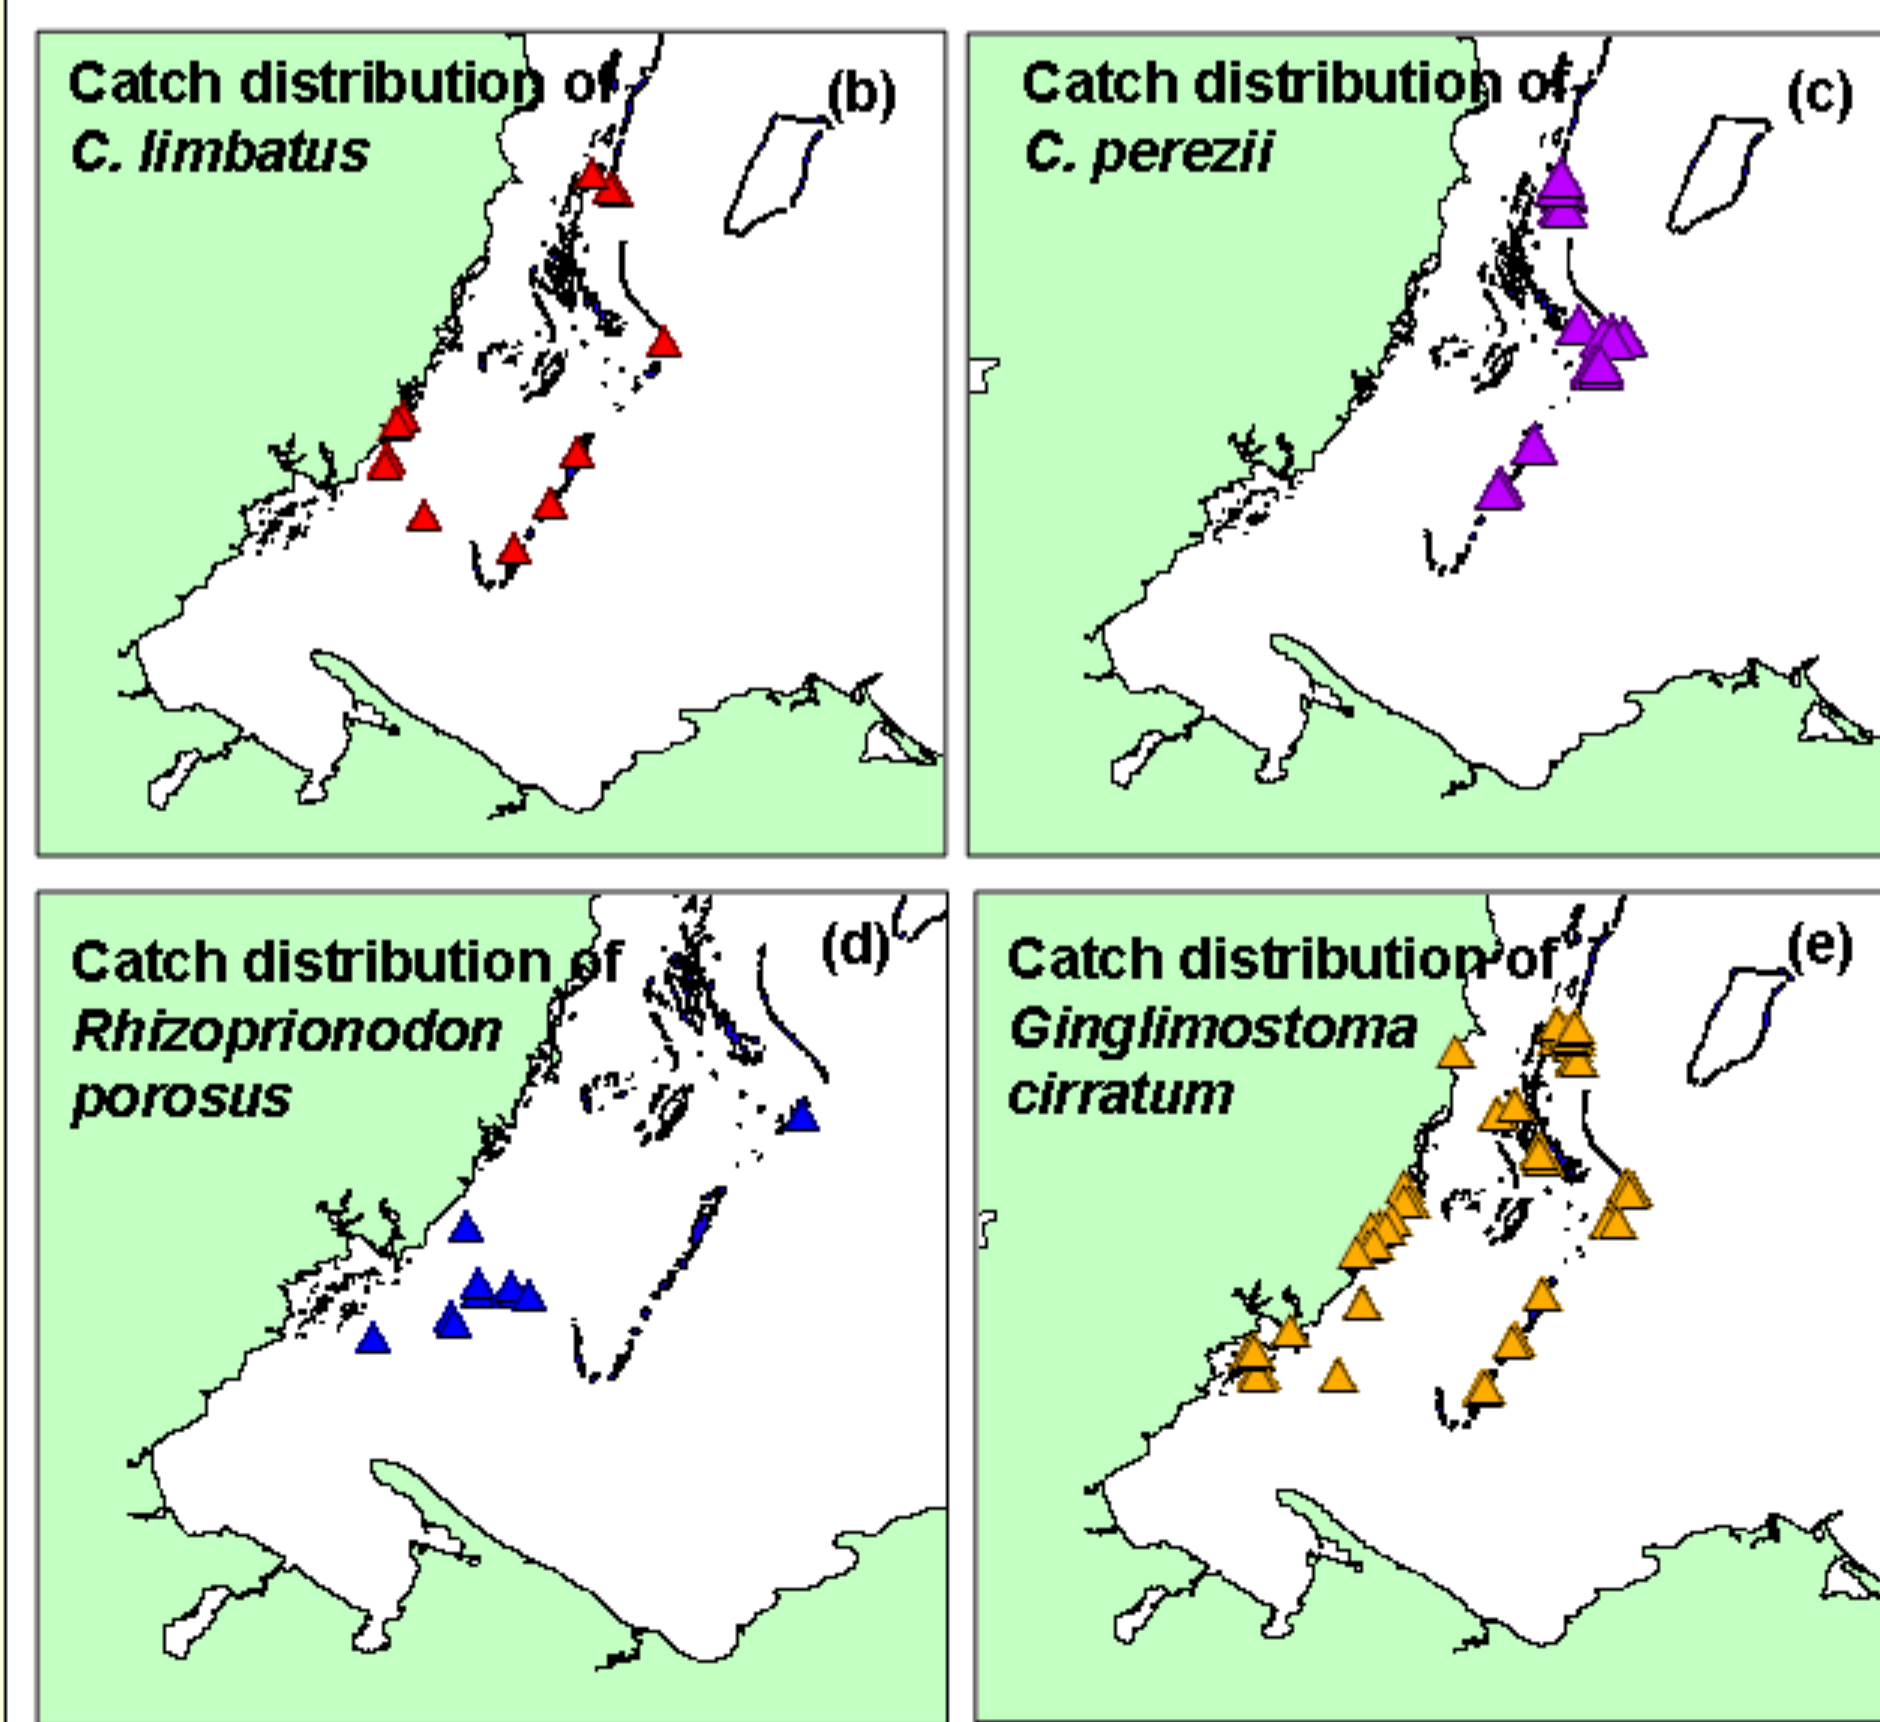 Catch distribution of
C. limbatus
(b)
Catch distribution of
C. perezii
(c)
Catch distribution of
Rhizoprionodon
porosus
(d)
Catch distribution of
Ginglimostoma
cirratum
(e)